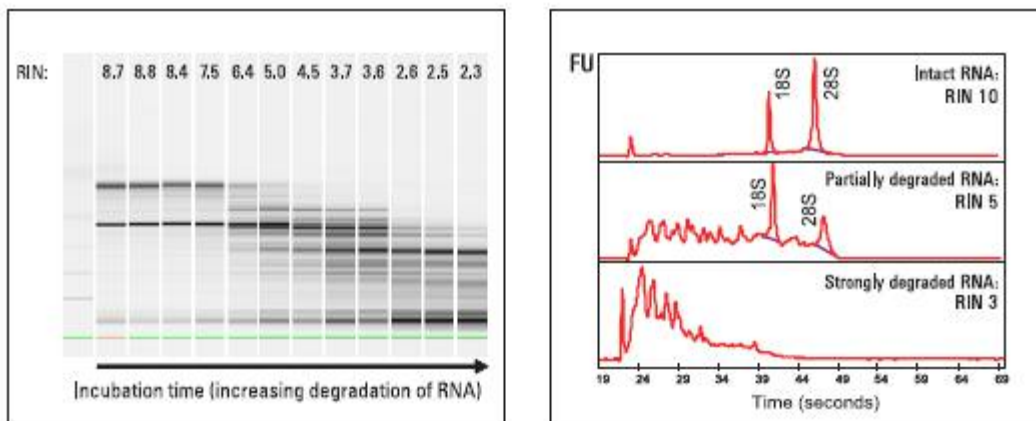 RIN: 8.7 8.8 8.4 7.5 6.4 5.0 4.5 3.7 3.6 2.6 2.5 2.3
Incubation time (increasing degradation of RNA)
FU
18S
28S
Intact RNA:
RIN 10
18S
28S
Partially degraded RNA:
RIN 5
Strongly degraded RNA:
RIN 3
19 24 29 34 39 44 49 54 59 64 69
Time (seconds)